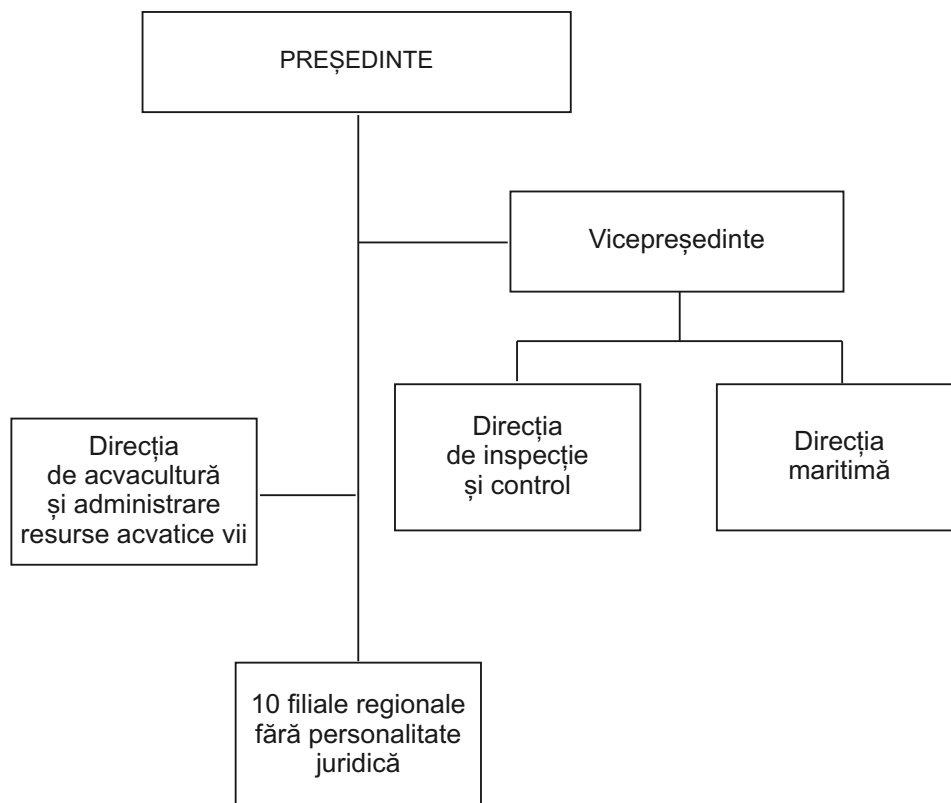 PREȘEDINTE
Vicepreședinte
Direcția
de inspecție
și control
Direcția
maritimă
Direcția
de acvacultură
și administrare
resurse acvatice vii
10 filiale regionale
fără personalitate
juridică